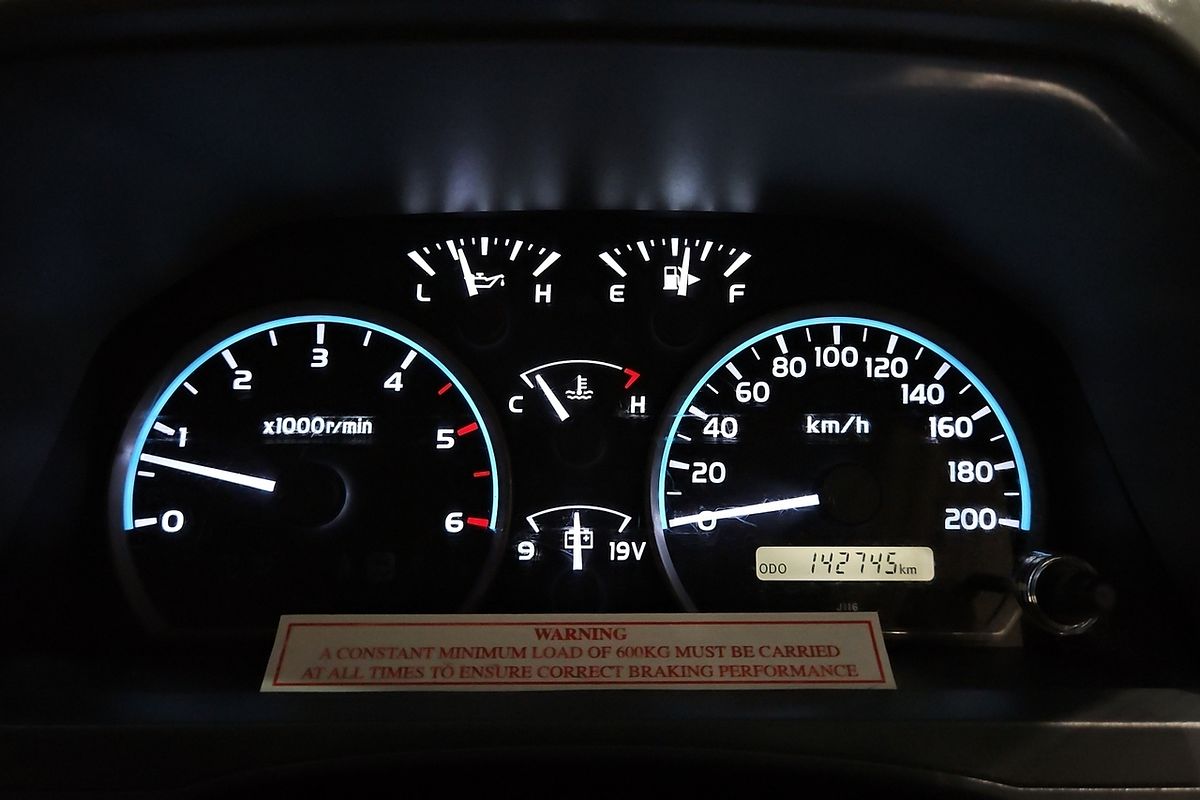 L H
E F
0 1 2 3 4 5 6
x1000r/min
C H
9 19V
0 20 40 60 80 100 120 140 160 180 200
km/h
ODO 142745 km
WARNING
A CONSTANT MINIMUM LOAD OF 600KG MUST BE CARRIED
AT ALL TIMES TO ENSURE CORRECT BRAKING PERFORMANCE